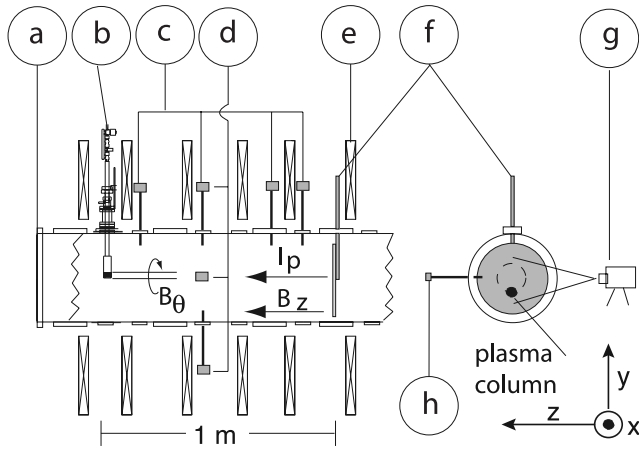 a b c d e f g
I p
B θ
B z
h
plasma
column
y
z
x
1 m